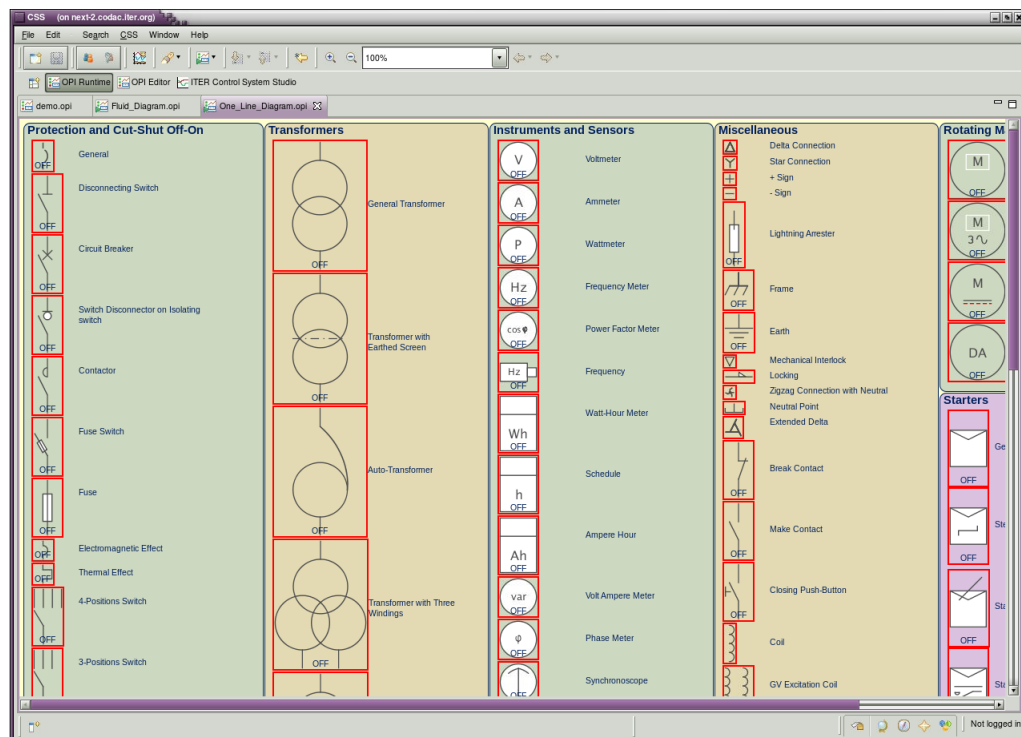 CSS (on next-2.codac.iter.org)
File Edit Search CSS Window Help
100%
OPI Runtime OPI Editor ITER Control System Studio
demo.opi Fluid_Diagram.opi One_Line_Diagram.opi
Protection and Cut-Shut Off-On
OFF General
Disconnecting Switch
OFF
Circuit Breaker
OFF
Switch Disconnector on Isolating
switch
OFF
Contactor
OFF
Fuse Switch
OFF
Fuse
OFF
OFF Electromagnetic Effect
OFF Thermal Effect
4-Positions Switch
OFF
3-Positions Switch
Transformers
General Transformer
OFF
Transformer with
Earthed Screen
OFF
Auto-Transformer
OFF
Transformer with Three
Windings
OFF
Instruments and Sensors
V Voltmeter
OFF
A Ammeter
OFF
P Wattmeter
OFF
Hz Frequency Meter
OFF
cos φ Power Factor Meter
OFF
Hz Frequency
OFF
Watt-Hour Meter
Wh
OFF
Schedule
h
OFF
Ampere Hour
Ah
OFF
var Volt Ampere Meter
OFF
φ Phase Meter
OFF
Synchronoscope
OFF
Miscellaneous
Delta Connection
Star Connection
+ Sign
- Sign
Lightning Arrester
OFF
Frame
OFF
Earth
OFF
Mechanical Interlock
Locking
Zigzag Connection with Neutral
Neutral Point
Extended Delta
Break Contact
OFF
Make Contact
OFF
Closing Push-Button
OFF
Coil
GV Excitation Coil
Rotating M
M
OFF
M
3
OFF
M
OFF
DA
OFF
Starters
Ge
OFF
Ste
OFF
Sta
OFF
Sta
Not logged in